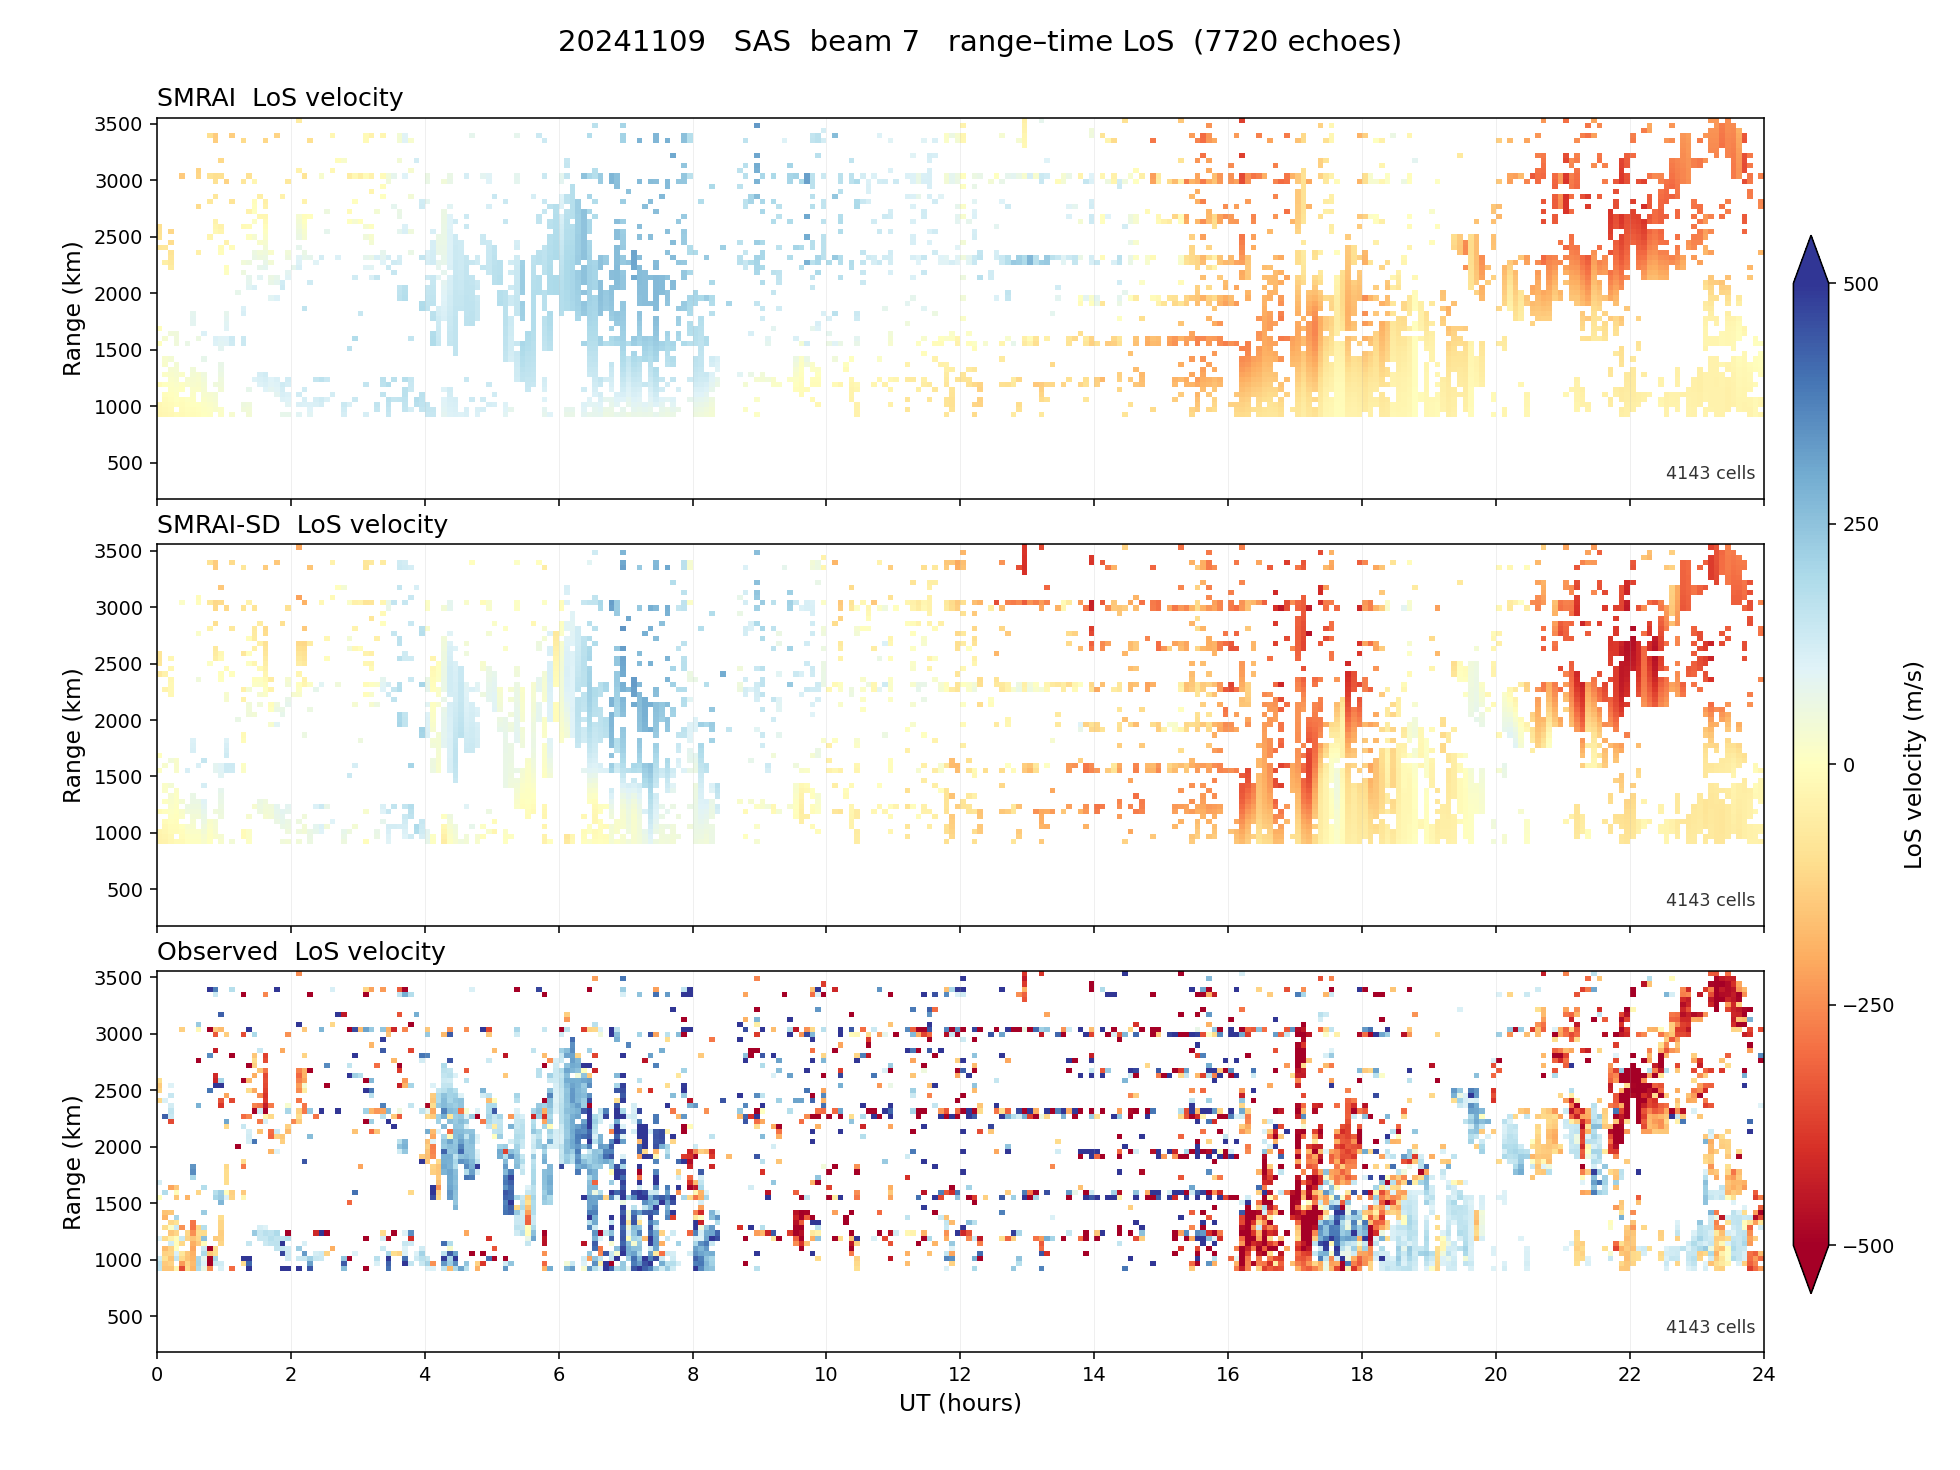 20241109   SAS  beam 7   range–time LoS  (7720 echoes)
SMRAI  LoS velocity
3500
3000
2500
2000
1500
1000
500
Range (km)
4143 cells
SMRAI-SD  LoS velocity
3500
3000
2500
2000
1500
1000
500
Range (km)
4143 cells
Observed  LoS velocity
3500
3000
2500
2000
1500
1000
500
Range (km)
4143 cells
0 2 4 6 8 10 12 14 16 18 20 22 24
UT (hours)
500
250
0
−250
−500
LoS velocity (m/s)